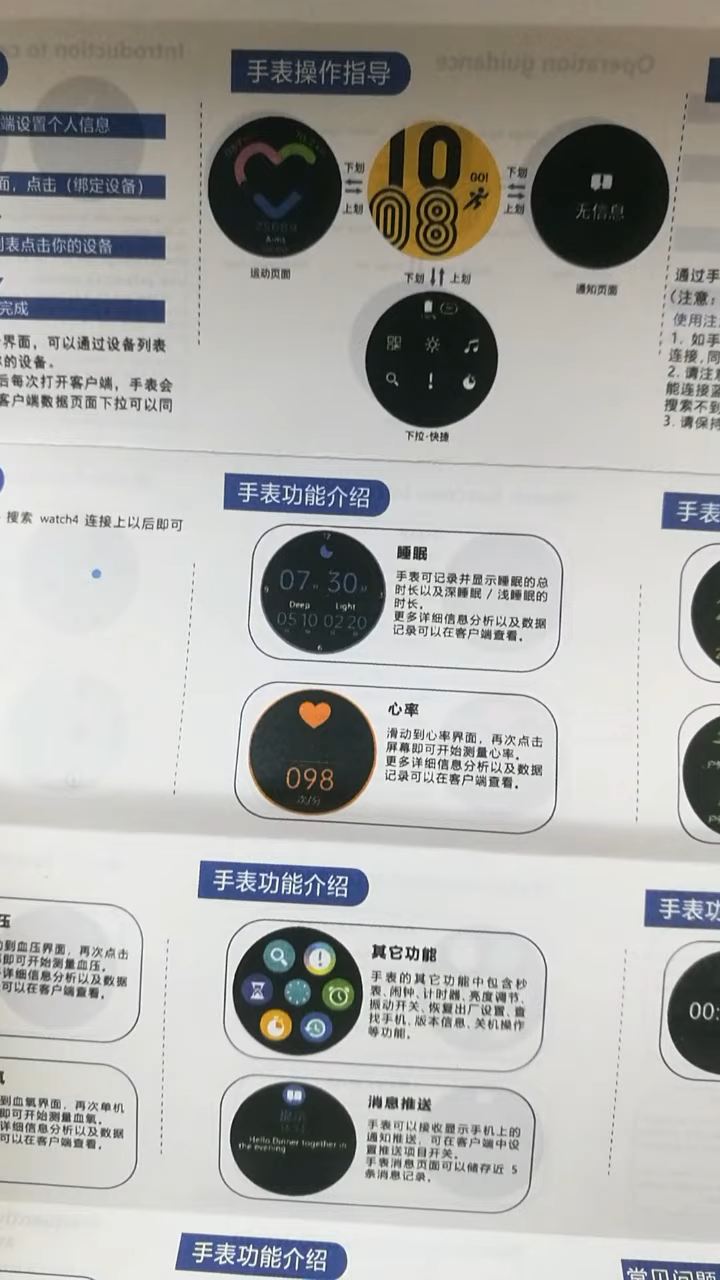 手表操作指导
端设置个人信息
面，点击（绑定设备）
列表点击你的设备
完成
界面，可以通过设备列表
你的设备。
后每次打开客户端，手表会
客户端数据页面下拉可以同
10
08
GO!
下划
上划
下划
上划
无信息
运动页面
通知页面
下划
上划
下拉-快捷
通过手
（注意：
使用注
1. 如手
连接，同
2. 请注意
能连接蓝
搜索不到
3. 请保持
搜索 watch4 连接上以后即可
手表功能介绍
手表
12
07 30
Deep Light
05 10 02 20
6
睡眠
手表可记录并显示睡眠的总
时长以及深睡眠 / 浅睡眠的
时长。
更多详细信息分析以及数据
记录可以在客户端查看。
098
次/分
心率
滑动到心率界面，再次点击
屏幕即可开始测量心率。
更多详细信息分析以及数据
记录可以在客户端查看。
手表功能介绍
手表功
压
到血压界面，再次点击
即可开始测量血压。
详细信息分析以及数据
可以在客户端查看。
其它功能
手表的其它功能中包含秒
表、闹钟、计时器、亮度调节、
振动开关、恢复出厂设置、查
找手机、版本信息、关机操作
等功能。
00:
到血氧界面，再次单机
即可开始测量血氧。
详细信息分析以及数据
可以在客户端查看。
Hello.Dinner together in
the evening
消息推送
手表可以接收显示手机上的
通知推送，可在客户端中设
置推送项目开关。
手表消息页面可以储存近 5
条消息记录。
手表功能介绍
常见问题